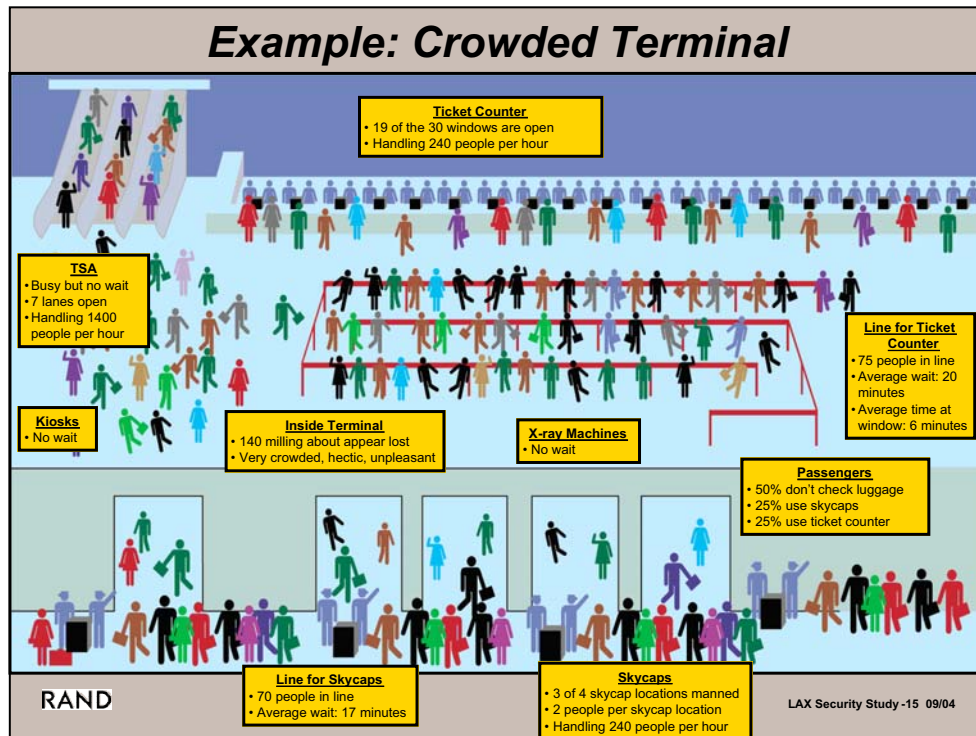 Example: Crowded Terminal
Ticket Counter
• 19 of the 30 windows are open
• Handling 240 people per hour
TSA
• Busy but no wait
• 7 lanes open
• Handling 1400
people per hour
Line for Ticket
Counter
• 75 people in line
• Average wait: 20
minutes
• Average time at
window: 6 minutes
Kiosks
• No wait
Inside Terminal
• 140 milling about appear lost
• Very crowded, hectic, unpleasant
X-ray Machines
• No wait
Passengers
• 50% don't check luggage
• 25% use skycaps
• 25% use ticket counter
Line for Skycaps
• 70 people in line
• Average wait: 17 minutes
Skycaps
• 3 of 4 skycap locations manned
• 2 people per skycap location
• Handling 240 people per hour
RAND
LAX Security Study -15 09/04